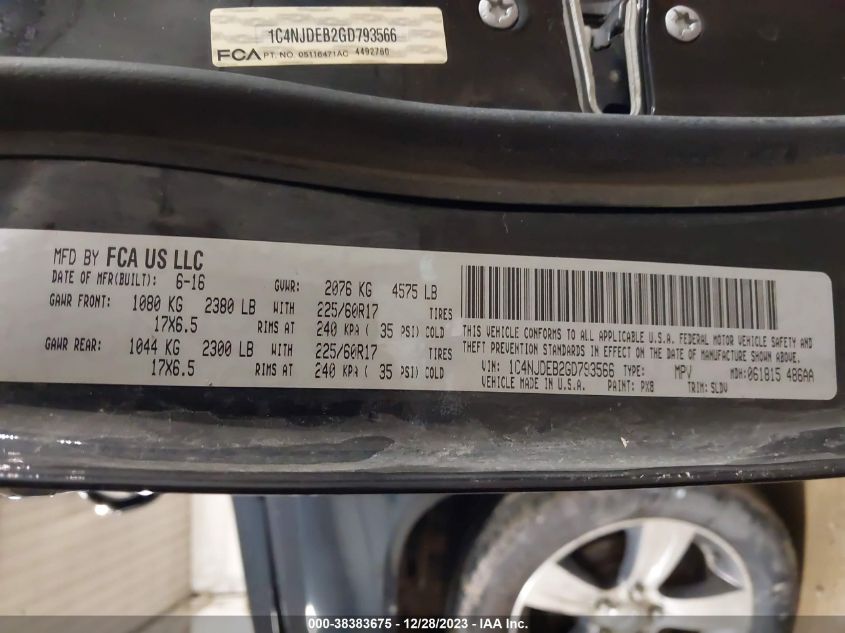 1C4NJDEB2GD793566
FCA PT. NO. 05116471AC 4492780
MFD BY FCA US LLC
DATE OF MFR(BUILT): 6-16 GVWR: 2076 KG 4575 LB
GAWR FRONT: 1080 KG 2380 LB WITH 225/60R17 TIRES
17X6.5 RIMS AT 240 KPA ( 35 PSI) COLD
GAWR REAR: 1044 KG 2300 LB WITH 225/60R17 TIRES
17X6.5 RIMS AT 240 KPA ( 35 PSI) COLD
THIS VEHICLE CONFORMS TO ALL APPLICABLE U.S.A. FEDERAL MOTOR VEHICLE SAFETY AND
THEFT PREVENTION STANDARDS IN EFFECT ON THE DATE OF MANUFACTURE SHOWN ABOVE.
VIN: 1C4NJDEB2GD793566 TYPE: MPV MDH: 061815 486AA
VEHICLE MADE IN U.S.A. PAINT: PX8 TRIM: SLDV
000-38383675 / 12/28/2023 - IAA Inc.